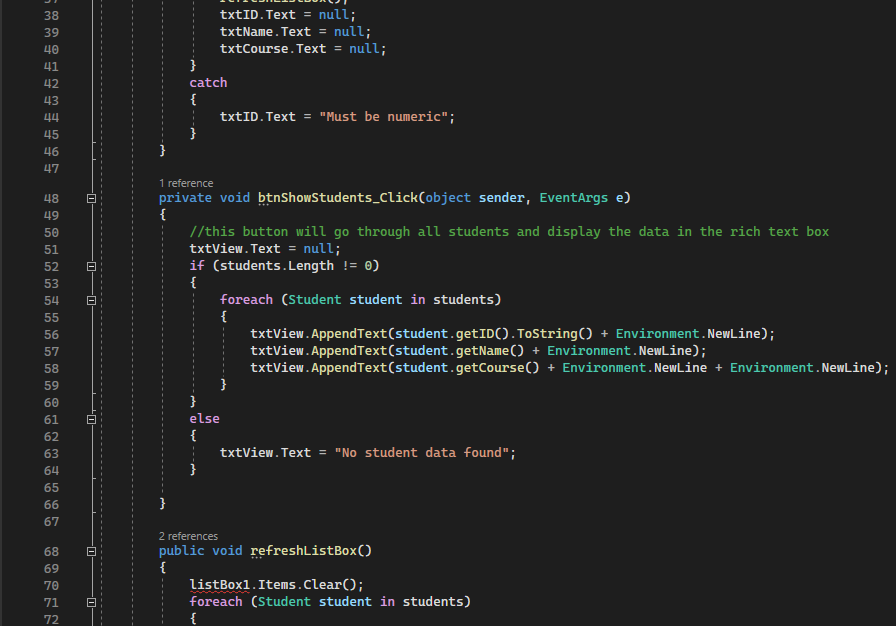 37 refreshListBox();
38 txtID.Text = null;
39 txtName.Text = null;
40 txtCourse.Text = null;
41 }
42 catch
43 {
44 txtID.Text = "Must be numeric";
45 }
46 }
47
1 reference
48 private void btnShowStudents_Click(object sender, EventArgs e)
49 {
50 //this button will go through all students and display the data in the rich text box
51 txtView.Text = null;
52 if (students.Length != 0)
53 {
54 foreach (Student student in students)
55 {
56 txtView.AppendText(student.getID().ToString() + Environment.NewLine);
57 txtView.AppendText(student.getName() + Environment.NewLine);
58 txtView.AppendText(student.getCourse() + Environment.NewLine + Environment.NewLine);
59 }
60 }
61 else
62 {
63 txtView.Text = "No student data found";
64 }
65
66 }
67
2 references
68 public void refreshListBox()
69 {
70 listBox1.Items.Clear();
71 foreach (Student student in students)
72 {